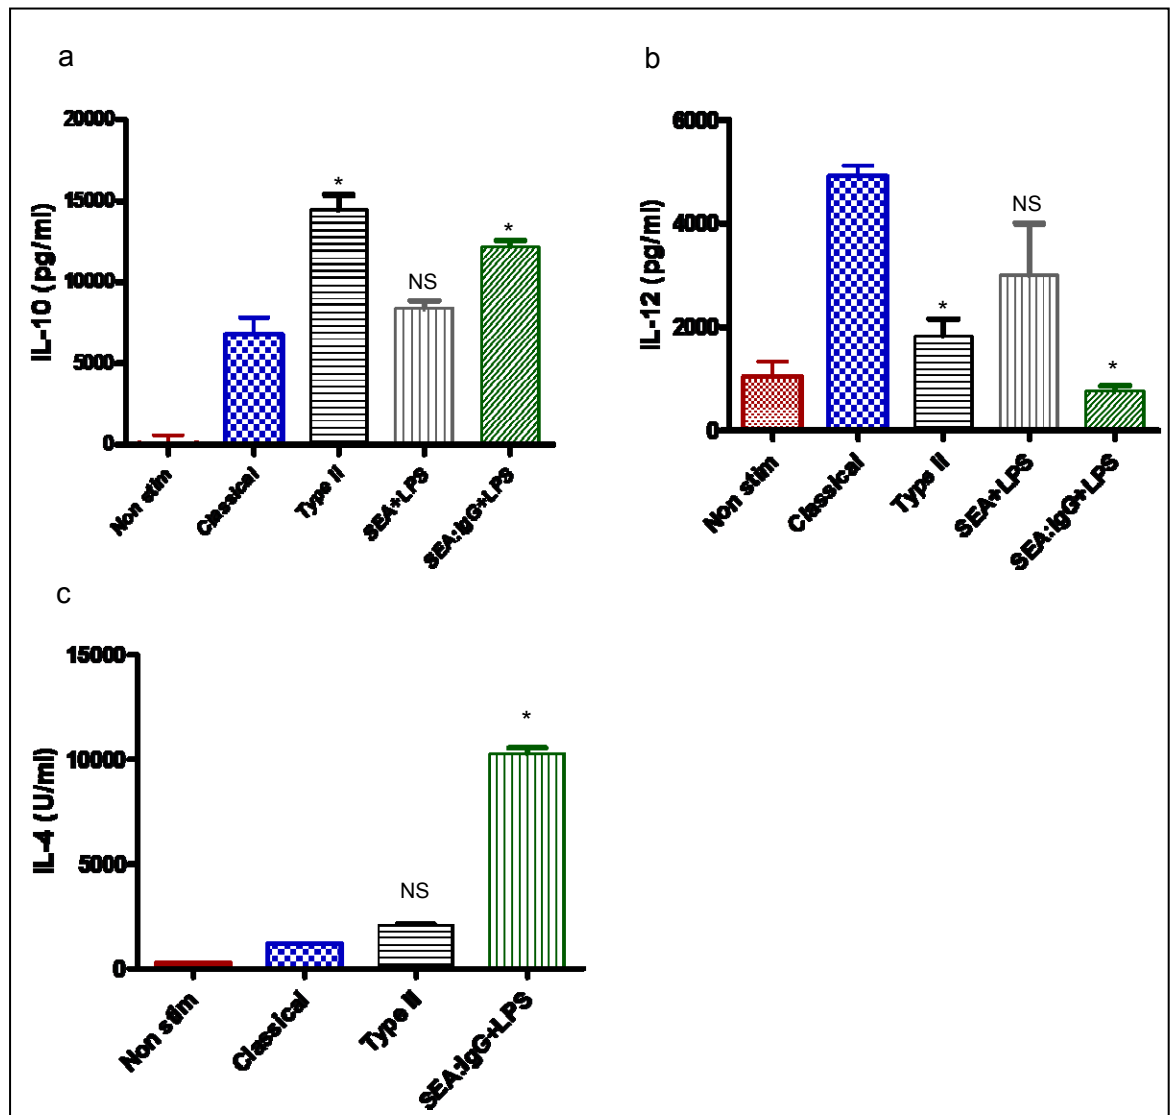 a
IL-10 (pg/ml)
20000
15000
10000
5000
0
*
NS
*
Non stim
Classical
Type II
SEA+LPS
SEA:IgG+LPS
b
IL-12 (pg/ml)
6000
4000
2000
0
*
NS
*
Non stim
Classical
Type II
SEA+LPS
SEA:IgG+LPS
c
IL-4 (U/ml)
15000
10000
5000
0
NS
*
Non stim
Classical
Type II
SEA:IgG+LPS